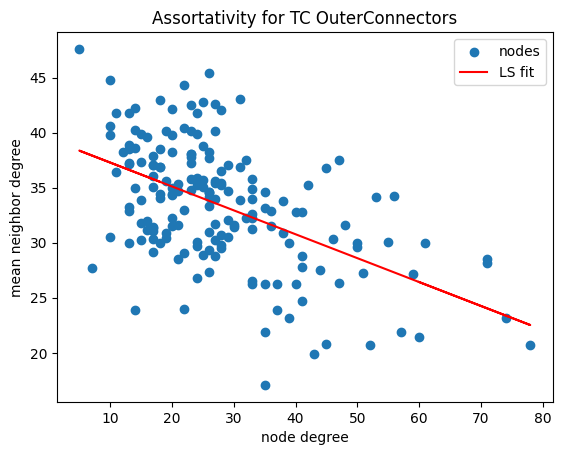 Assortativity for TC OuterConnectors
nodes
LS fit
mean neighbor degree
45
40
35
30
25
20
10 20 30 40 50 60 70 80
node degree